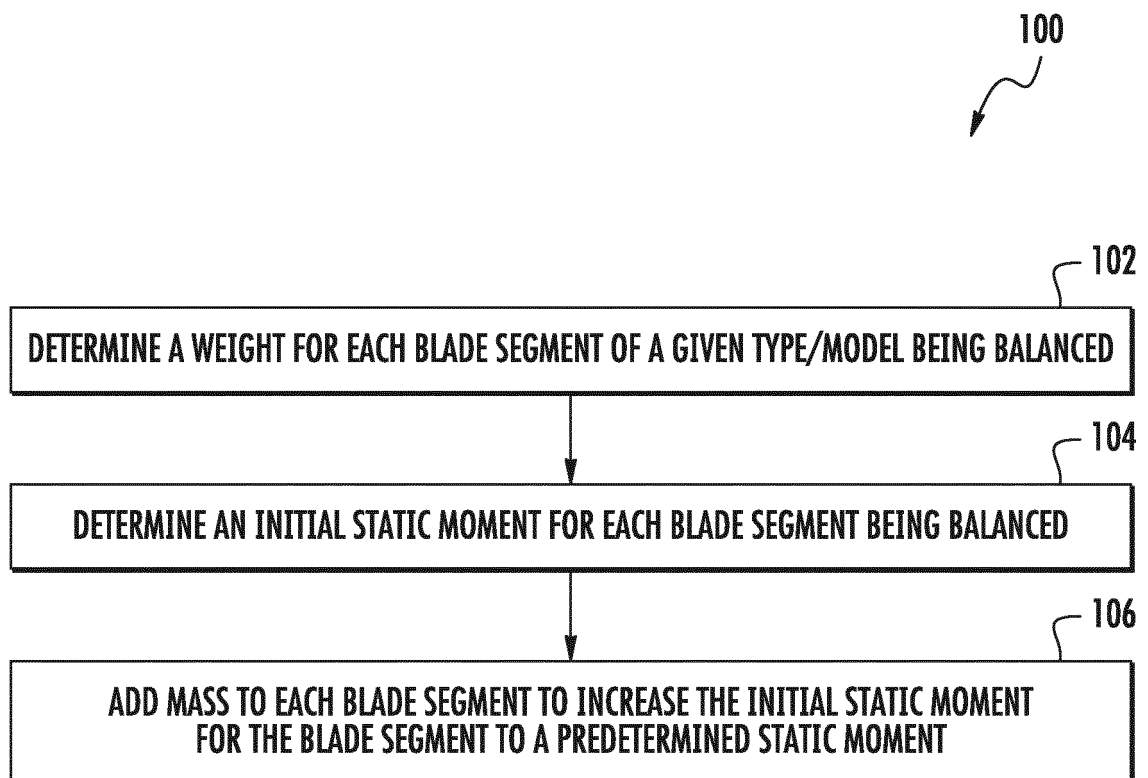 100
102
DETERMINE A WEIGHT FOR EACH BLADE SEGMENT OF A GIVEN TYPE/MODEL BEING BALANCED
104
DETERMINE AN INITIAL STATIC MOMENT FOR EACH BLADE SEGMENT BEING BALANCED
106
ADD MASS TO EACH BLADE SEGMENT TO INCREASE THE INITIAL STATIC MOMENT
FOR THE BLADE SEGMENT TO A PREDETERMINED STATIC MOMENT